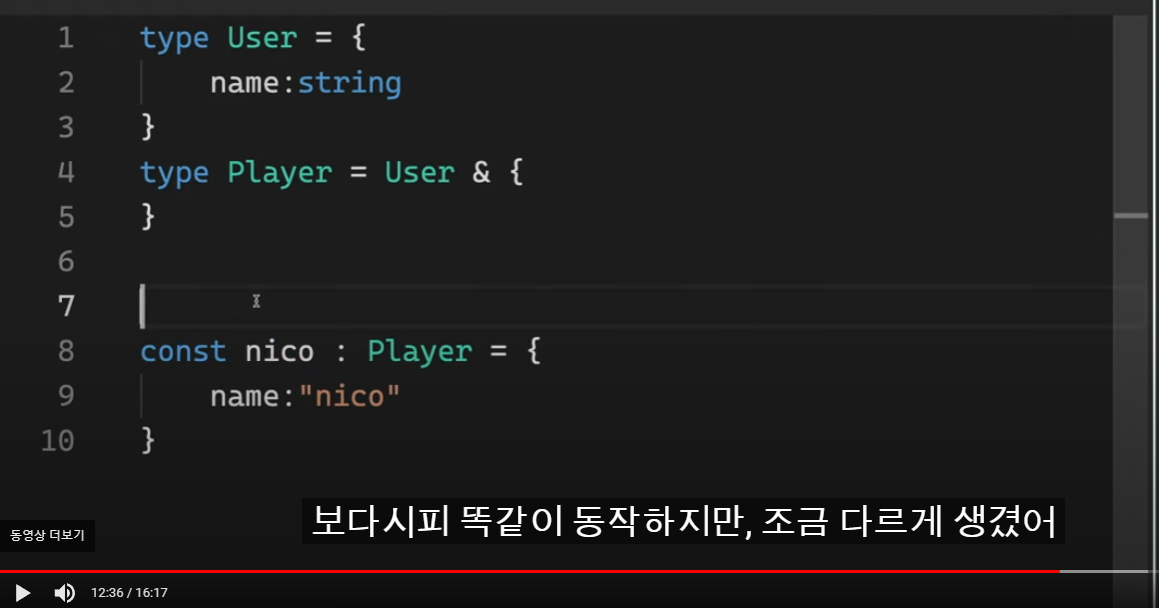 1 type User = {
2 name:string
3 }
4 type Player = User & {
5 }
6
7
8 const nico : Player = {
9 name:"nico"
10 }
보다시피 똑같이 동작하지만, 조금 다르게 생겼어
동영상 더보기
12:36 / 16:17